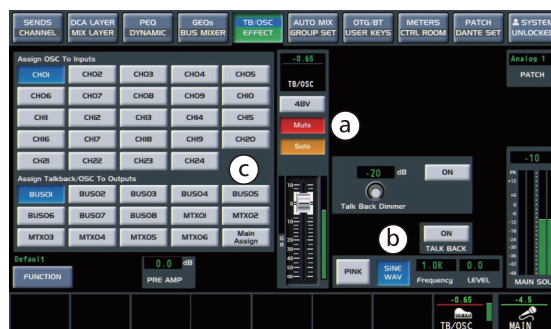 SENDS DCA LAYER PEQ GEQs TB/OSC AUTO MIX OTG/BT METERS PATCH SYSTEM
CHANNEL MIX LAYER DYNAMIC BUS MIXER EFFECT GROUP SET USER KEYS CTRL ROOM DANTE SET UNLOCKED
Assign OSC To Inputs
-0.65
Analog 1
CH01 CH02 CH03 CH04 CH05
TB/OSC
PATCH
CH06 CH07 CH08 CH09 CH10
48V
CH11 CH12 CH13 CH14 CH15
Mute
a
CH16 CH17 CH18 CH19 CH20
Solo
CH21 CH22 CH23 CH24
c
-10
Assign Talkback/OSC To Outputs
-20 dB ON
BUS01 BUS02 BUS03 BUS04 BUS05
Talk Back Dimmer
BUS06 BUS07 BUS08 MTX01 MTX02
ON
MTX03 MTX04 MTX05 MTX06 Main Assign
b
TALK BACK
Default
0.0 dB
PINK SINE WAV 1.0K 0.0
FUNCTION
PRE AMP
Frequency LEVEL
MAIN SOU
-0.65 -4.5
TB/OSC MAIN